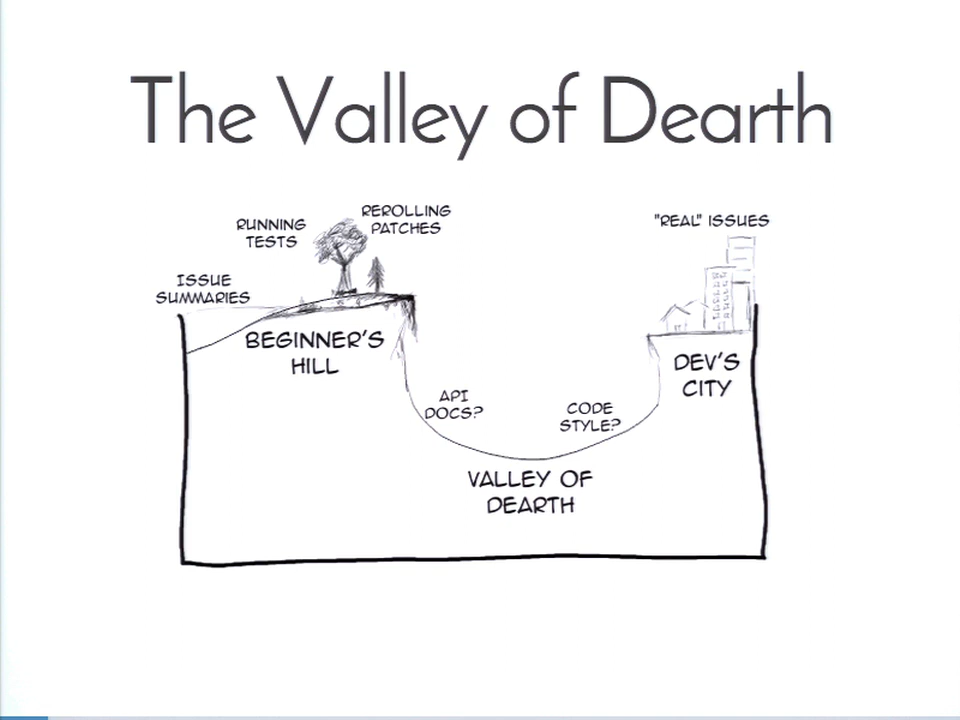 The Valley of Dearth
RUNNING
TESTS
REROLLING
PATCHES
"REAL" ISSUES
ISSUE
SUMMARIES
BEGINNER'S
HILL
DEV'S
CITY
API
DOCS?
CODE
STYLE?
VALLEY OF
DEARTH